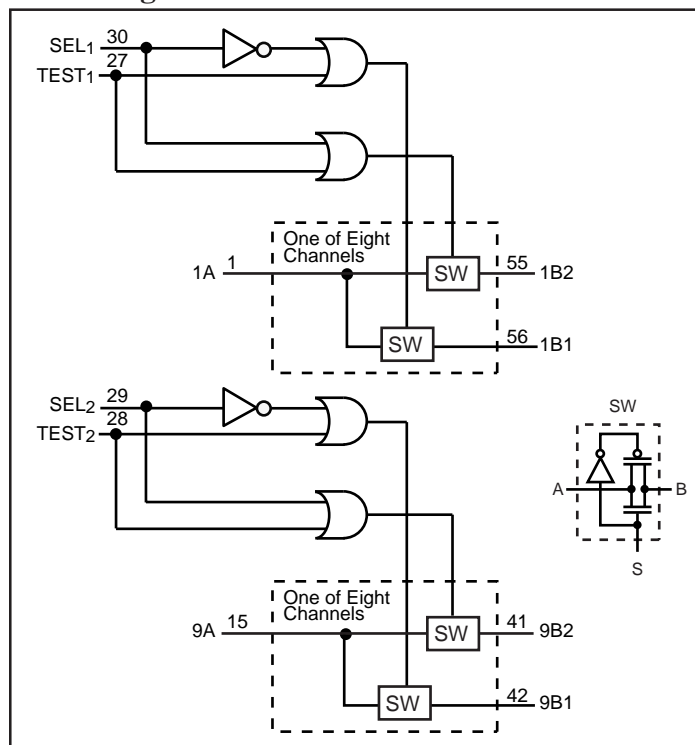 SEL1 30
TEST1 27
One of Eight
Channels
1A 1 SW 55 1B2
SW 56 1B1
SEL2 29
TEST2 28
SW
A B
S
One of Eight
Channels
9A 15 SW 41 9B2
SW 42 9B1